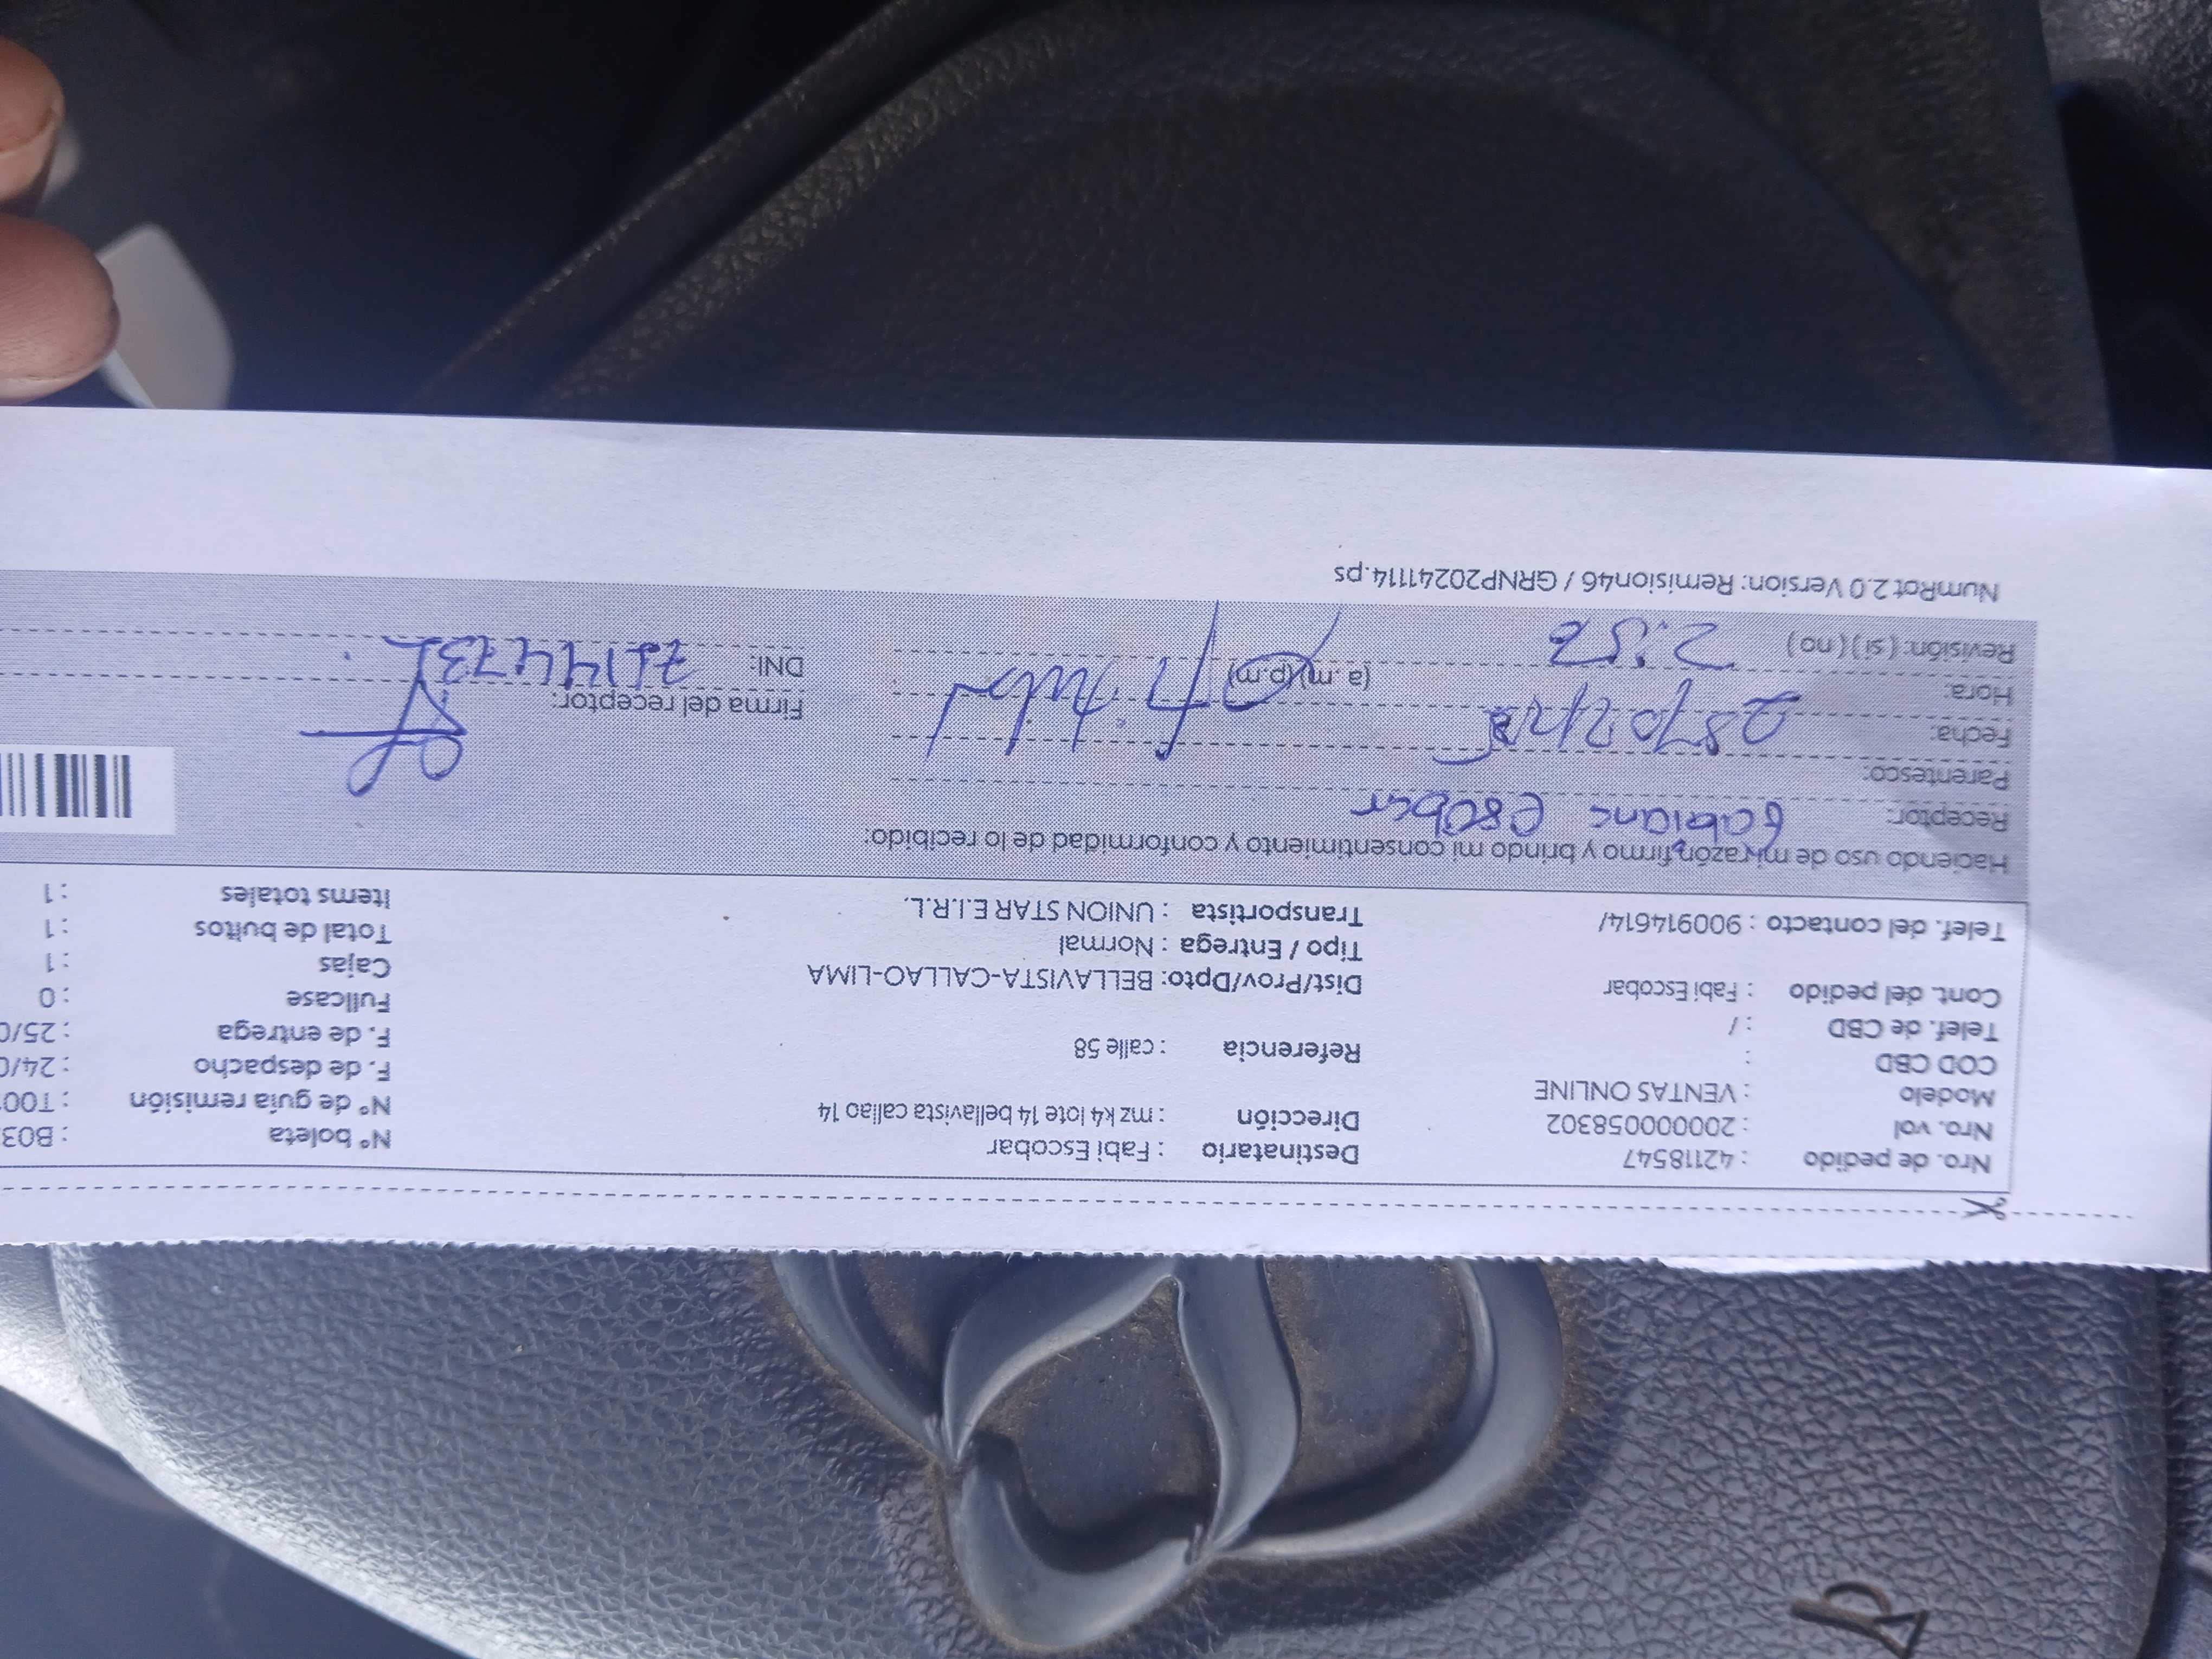 Nro. de pedido : 42118547
Nro. vol : 20000058302
Modelo : VENTAS ONLINE
COD CBD :
Telef. de CBD : /
Cont. del pedido : Fabi Escobar
Telef. del contacto : 900914614/
Destinatario : Fabi Escobar
Dirección : mz k4 lote 14 bellavista callao 14
Referencia : calle 58
Dist/Prov/Dpto: BELLAVISTA-CALLAO-LIMA
Tipo / Entrega : Normal
Transportista : UNION STAR E.I.R.L.
N° boleta : B03
N° de guía remisión : T00
F. de despacho : 24/0
F. de entrega : 25/0
Fullcase : 0
Cajas : 1
Total de bultos : 1
Items totales : 1
Haciendo uso de mi razón firmo y brindo mi consentimiento y conformidad de lo recibido:
Receptor: escobar
Parentesco:
Fecha:
Hora: (a. m) (p.m)
Revisión: ( si ) ( no )
Firma del receptor:
DNI:
NumRot 2.0 Version: Remision46 / GRNP20241114.ps